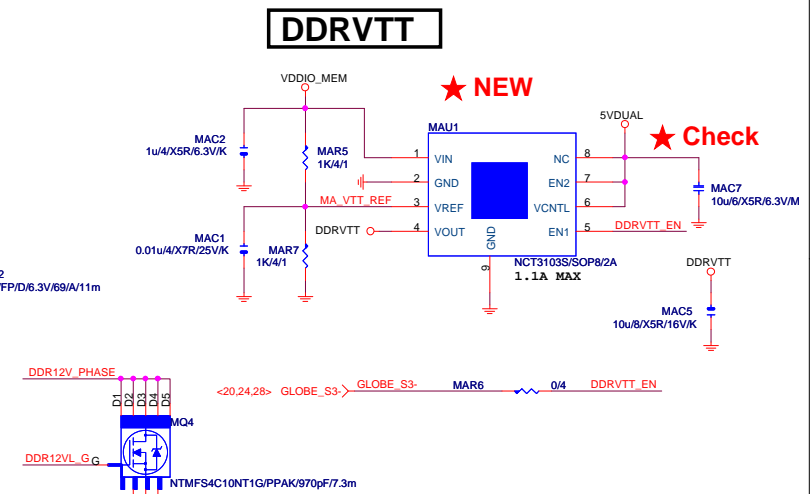 DDRVTT
VDDIO_MEM
★ NEW
5VDUAL
★ Check
MAU1
MAC2
1u/4/X5R/6.3V/K
MAR5
1K/4/1
1 VIN
NC 8
2 GND
EN2 7
MAC7
10u/6/X5R/6.3V/M
MA_VTT_REF
3 VREF
VCNTL 6
DDRVTT
4 VOUT
EN1 5
DDRVTT_EN
MAC1
0.01u/4/X7R/25V/K
MAR7
1K/4/1
GND
9
NCT3103S/SOP8/2A
1.1A MAX
DDRVTT
2
/FP/D/6.3V/69/A/11m
MAC5
10u/8/X5R/16V/K
DDR12V_PHASE
D1
D2
D3
D4
D5
<20,24,28> GLOBE_S3-
GLOBE_S3-
MAR6
0/4
DDRVTT_EN
MQ4
DDR12VL_G
G
NTMFS4C10NT1G/PPAK/970pF/7.3m